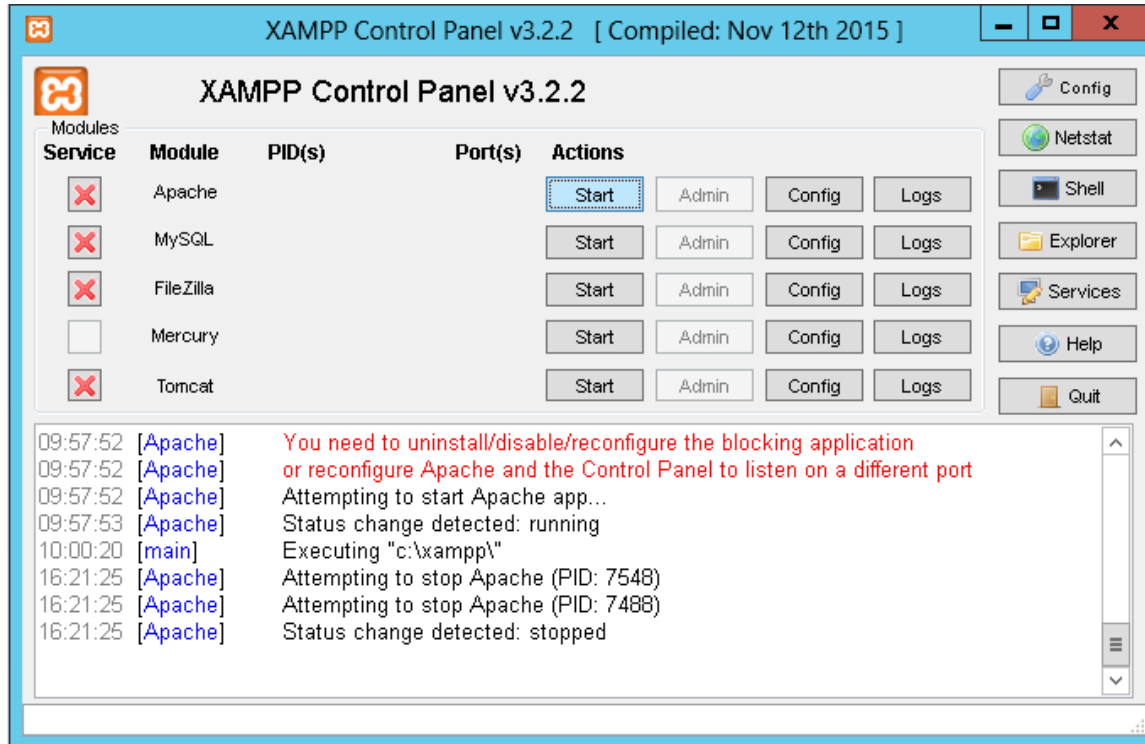 XAMPP Control Panel v3.2.2 [ Compiled: Nov 12th 2015 ]
XAMPP Control Panel v3.2.2
Config
Modules
Netstat
Service Module PID(s) Port(s) Actions
Apache Start Admin Config Logs
Shell
MySQL Start Admin Config Logs
Explorer
FileZilla Start Admin Config Logs
Services
Mercury Start Admin Config Logs
Help
Tomcat Start Admin Config Logs
Quit
09:57:52 [Apache] You need to uninstall/disable/reconfigure the blocking application
09:57:52 [Apache] or reconfigure Apache and the Control Panel to listen on a different port
09:57:52 [Apache] Attempting to start Apache app...
09:57:53 [Apache] Status change detected: running
10:00:20 [main] Executing "c:\xampp\"
16:21:25 [Apache] Attempting to stop Apache (PID: 7548)
16:21:25 [Apache] Attempting to stop Apache (PID: 7488)
16:21:25 [Apache] Status change detected: stopped